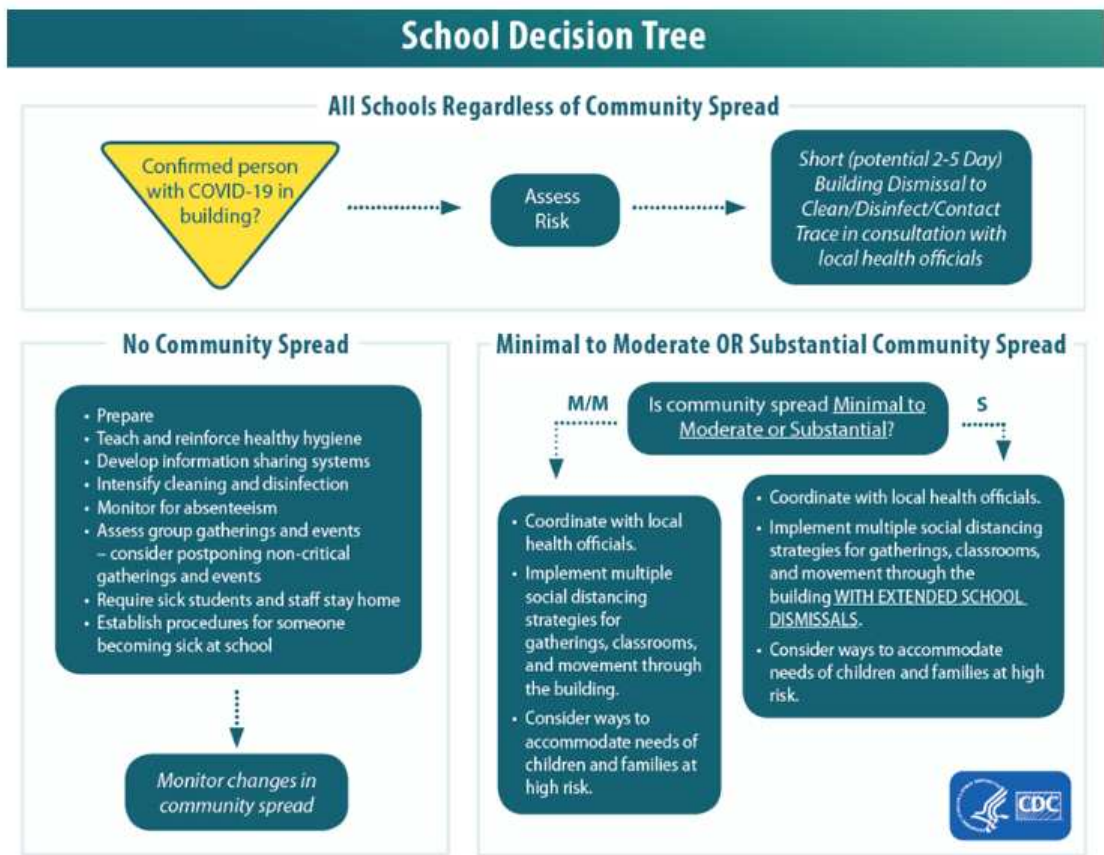 School Decision Tree
All Schools Regardless of Community Spread
Confirmed person
with COVID-19 in
building?
Assess
Risk
Short (potential 2-5 Day)
Building Dismissal to
Clean/Disinfect/Contact
Trace in consultation with
local health officials
No Community Spread
• Prepare
• Teach and reinforce healthy hygiene
• Develop information sharing systems
• Intensify cleaning and disinfection
• Monitor for absenteeism
• Assess group gatherings and events
– consider postponing non-critical
gatherings and events
• Require sick students and staff stay home
• Establish procedures for someone
becoming sick at school
Monitor changes in
community spread
Minimal to Moderate OR Substantial Community Spread
M/M
Is community spread Minimal to
Moderate or Substantial?
S
• Coordinate with local
health officials.
• Implement multiple
social distancing
strategies for
gatherings, classrooms,
and movement through
the building.
• Consider ways to
accommodate needs of
children and families at
high risk.
• Coordinate with local health officials.
• Implement multiple social distancing
strategies for gatherings, classrooms,
and movement through the
building WITH EXTENDED SCHOOL
DISMISSALS.
• Consider ways to accommodate
needs of children and families at high
risk.
CDC